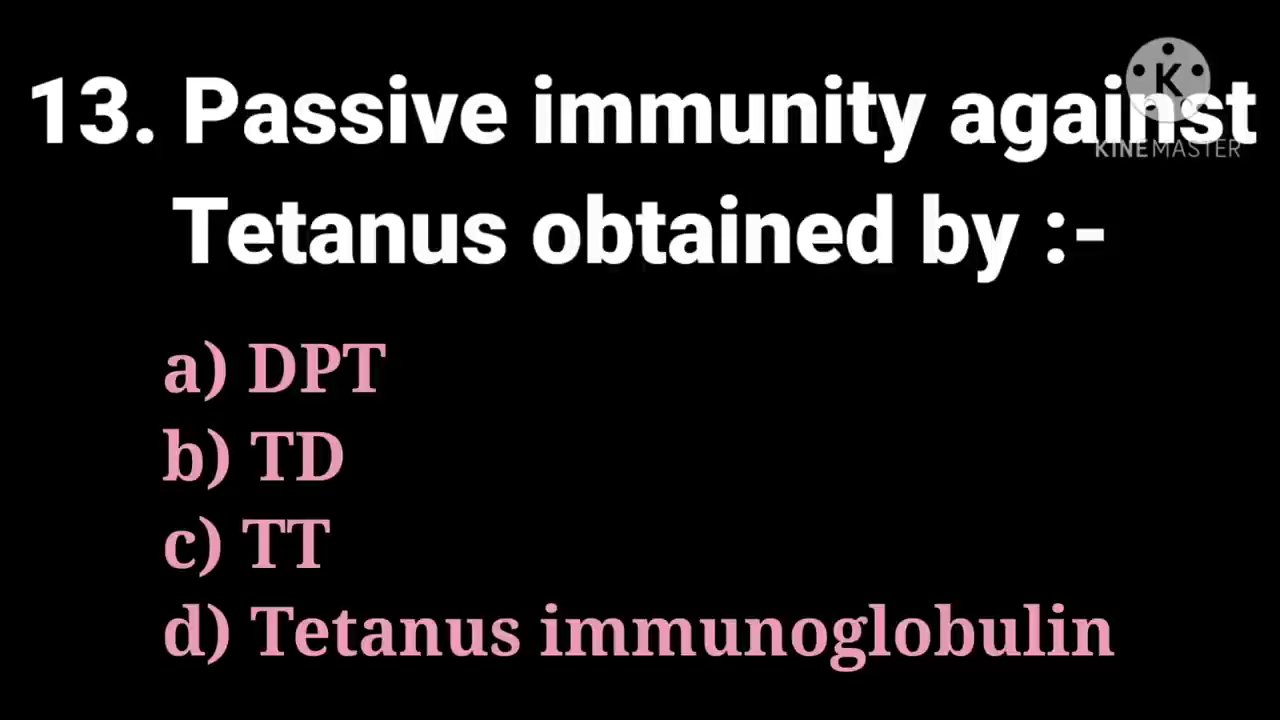 13. Passive immunity against
K
KINEMASTER
Tetanus obtained by :-
a) DPT
b) TD
c) TT
d) Tetanus immunoglobulin